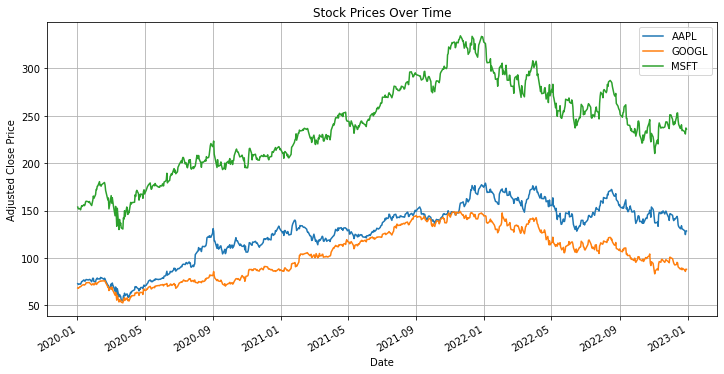 Stock Prices Over Time
AAPL
GOOGL
MSFT
Adjusted Close Price
300
250
200
150
100
50
2020-01
2020-05
2020-09
2021-01
2021-05
2021-09
2022-01
2022-05
2022-09
2023-01
Date